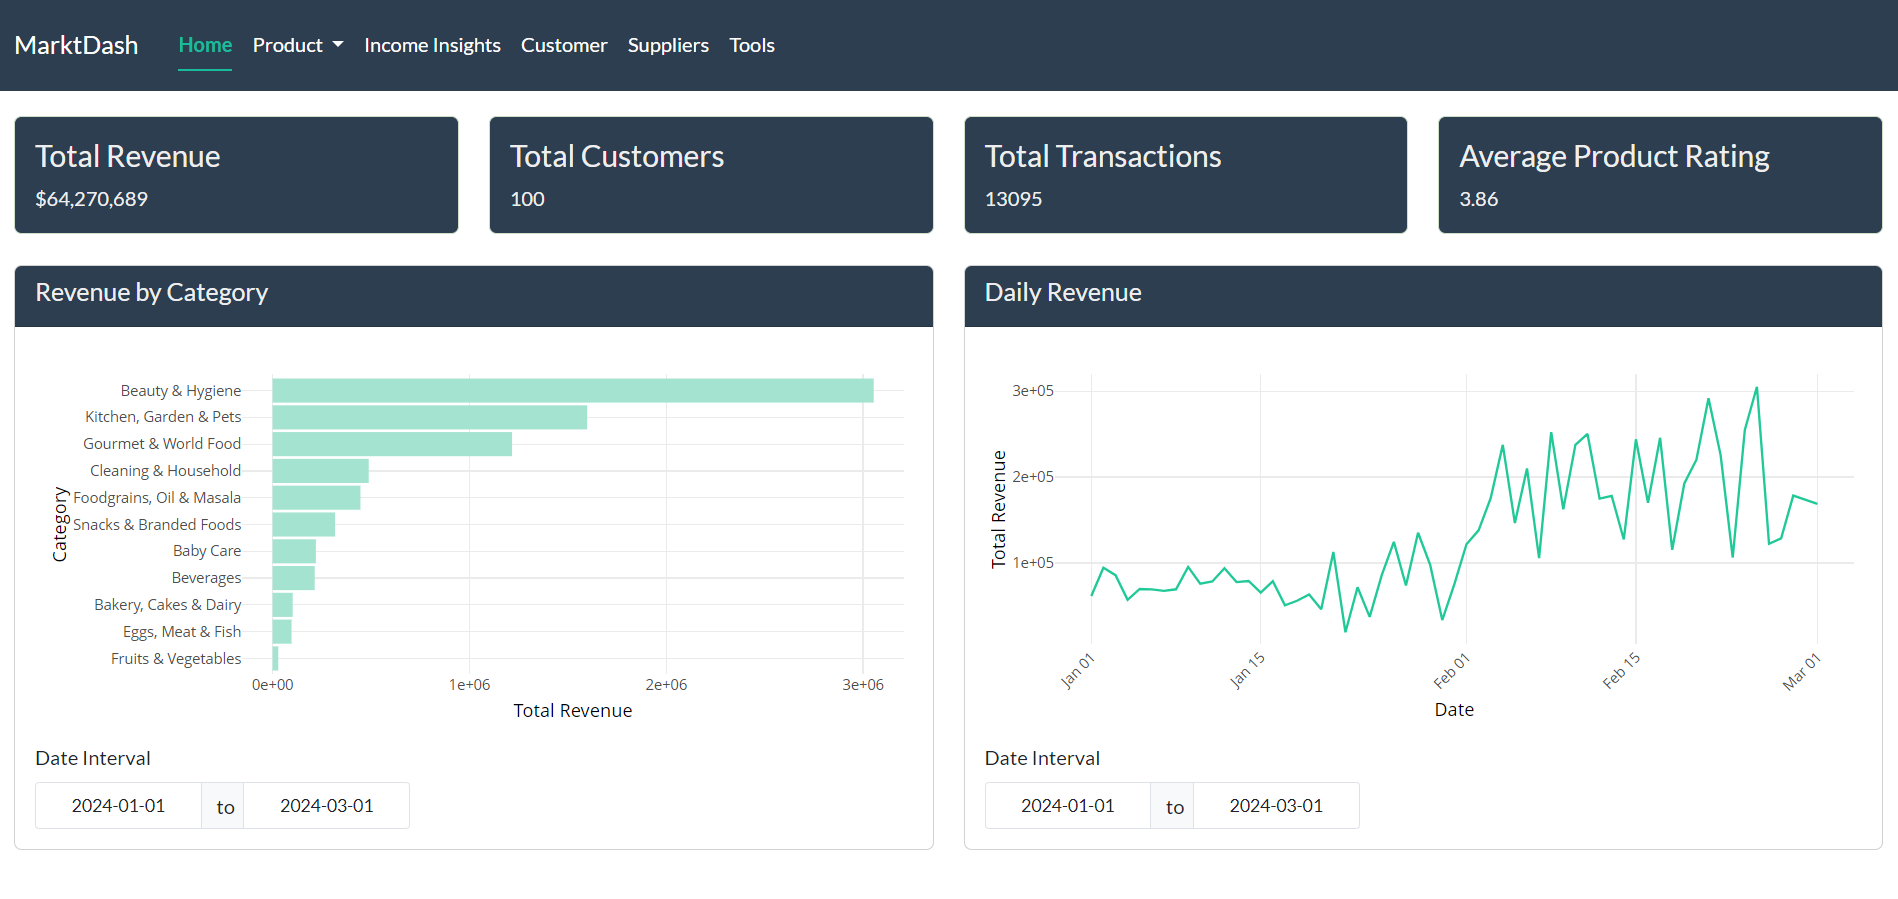 MarktDash Home Product Income Insights Customer Suppliers Tools
Total Revenue
$64,270,689
Total Customers
100
Total Transactions
13095
Average Product Rating
3.86
Revenue by Category
Category
Beauty & Hygiene
Kitchen, Garden & Pets
Gourmet & World Food
Cleaning & Household
Foodgrains, Oil & Masala
Snacks & Branded Foods
Baby Care
Beverages
Bakery, Cakes & Dairy
Eggs, Meat & Fish
Fruits & Vegetables
0e+00 1e+06 2e+06 3e+06
Total Revenue
Date Interval
2024-01-01 to 2024-03-01
Daily Revenue
Total Revenue
3e+05
2e+05
1e+05
Jan 01 Jan 15 Feb 01 Feb 15 Mar 01
Date
Date Interval
2024-01-01 to 2024-03-01